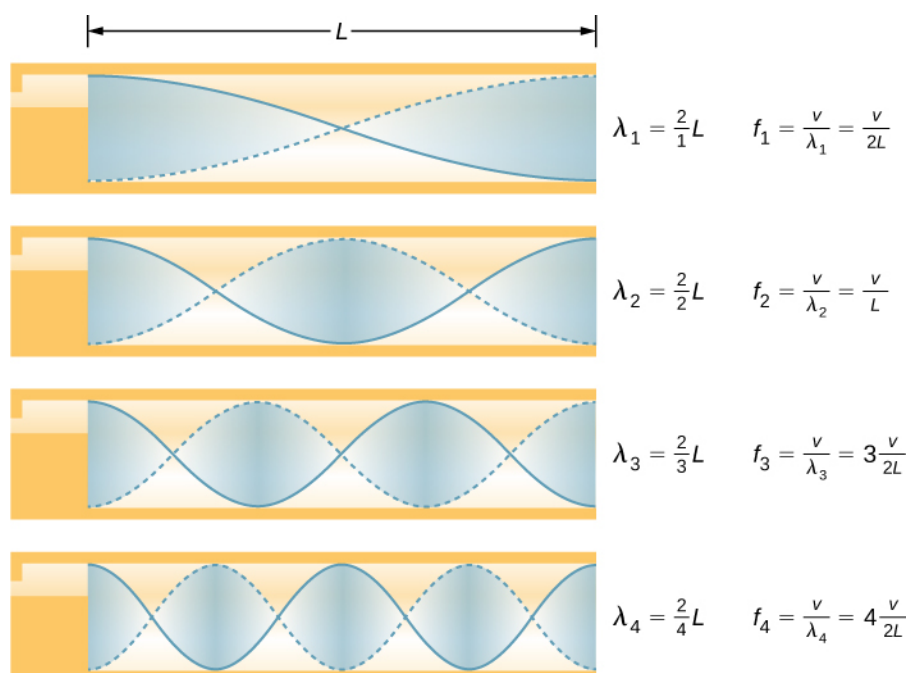 L
λ₁ = 2/1 L f₁ = v/λ₁ = v/2L
λ₂ = 2/2 L f₂ = v/λ₂ = v/L
λ₃ = 2/3 L f₃ = v/λ₃ = 3 v/2L
λ₄ = 2/4 L f₄ = v/λ₄ = 4 v/2L